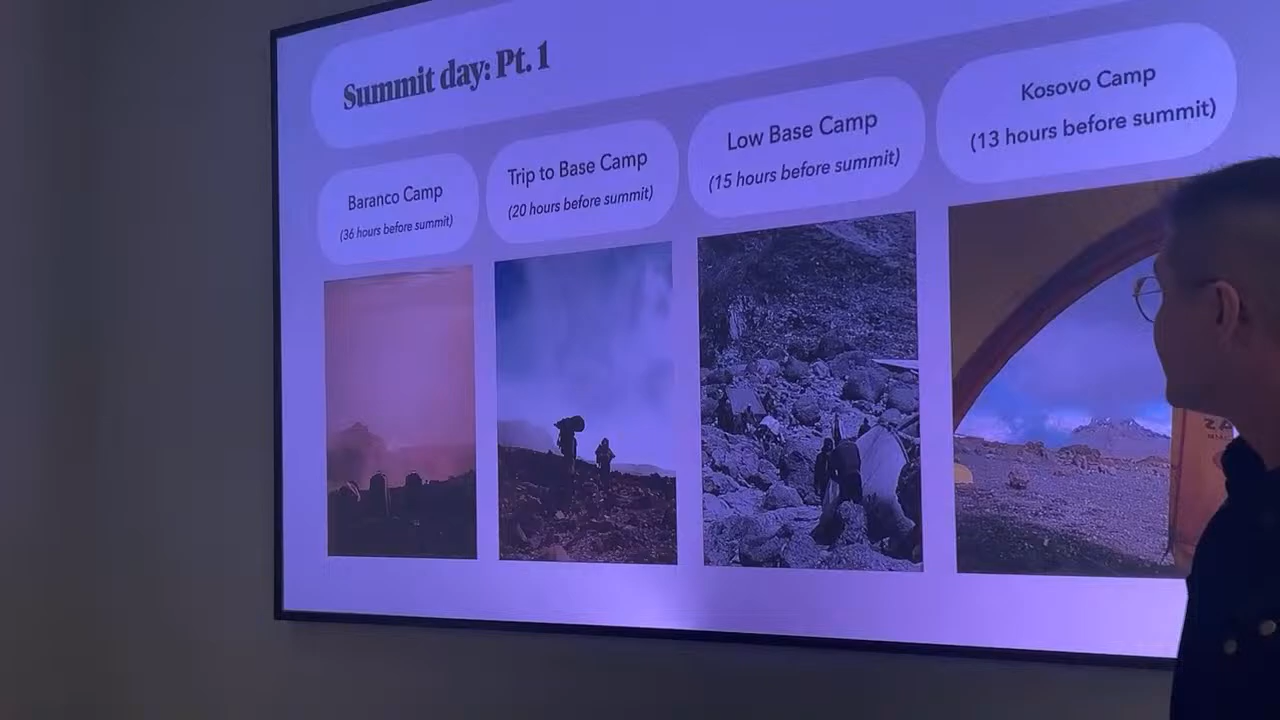 Summit day: Pt. 1
Baranco Camp
(36 hours before summit)
Trip to Base Camp
(20 hours before summit)
Low Base Camp
(15 hours before summit)
Kosovo Camp
(13 hours before summit)